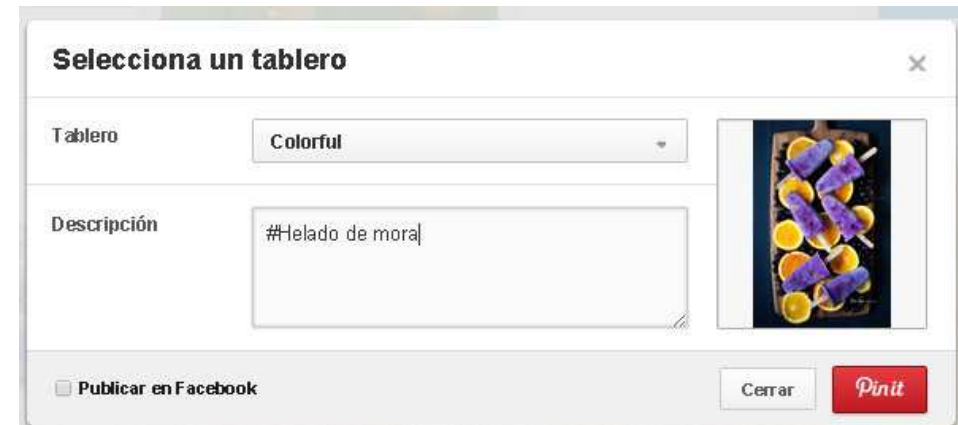 Selecciona un tablero
Tablero
Colorful
Descripción
#Helado de mora
Publicar en Facebook
Cerrar
Pinit